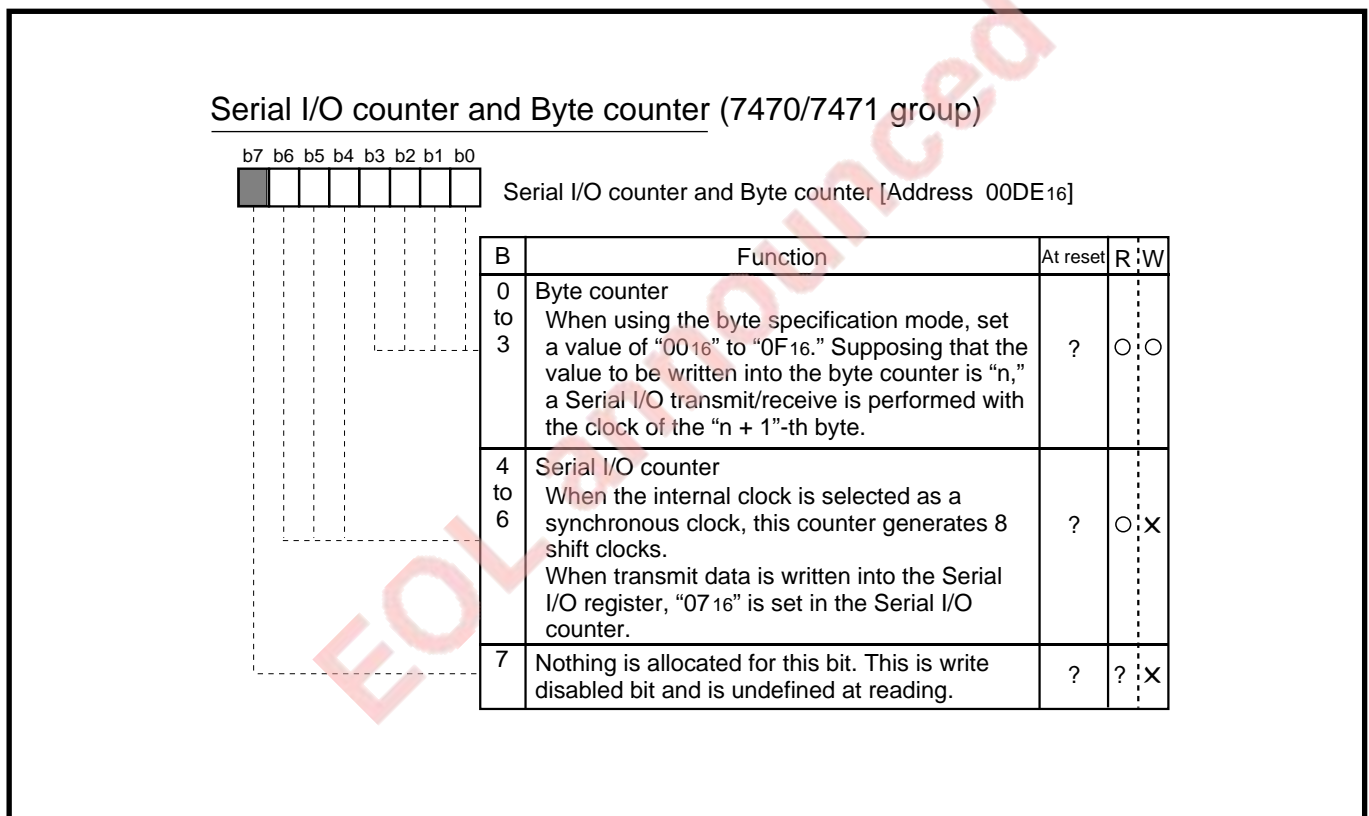 Serial I/O counter and Byte counter (7470/7471 group)
b7 b6 b5 b4 b3 b2 b1 b0
Serial I/O counter and Byte counter [Address 00DE16]
B Function At reset R W
0 Byte counter
to When using the byte specification mode, set
3 a value of “0016” to “0F16.” Supposing that the ? ○ ○
value to be written into the byte counter is “n,”
a Serial I/O transmit/receive is performed with
the clock of the “n + 1”-th byte.
4 Serial I/O counter
to When the internal clock is selected as a
6 synchronous clock, this counter generates 8 ? ○ ×
shift clocks.
When transmit data is written into the Serial
I/O register, “0716” is set in the Serial I/O
counter.
7 Nothing is allocated for this bit. This is write
disabled bit and is undefined at reading. ? ? ×
EOL announced